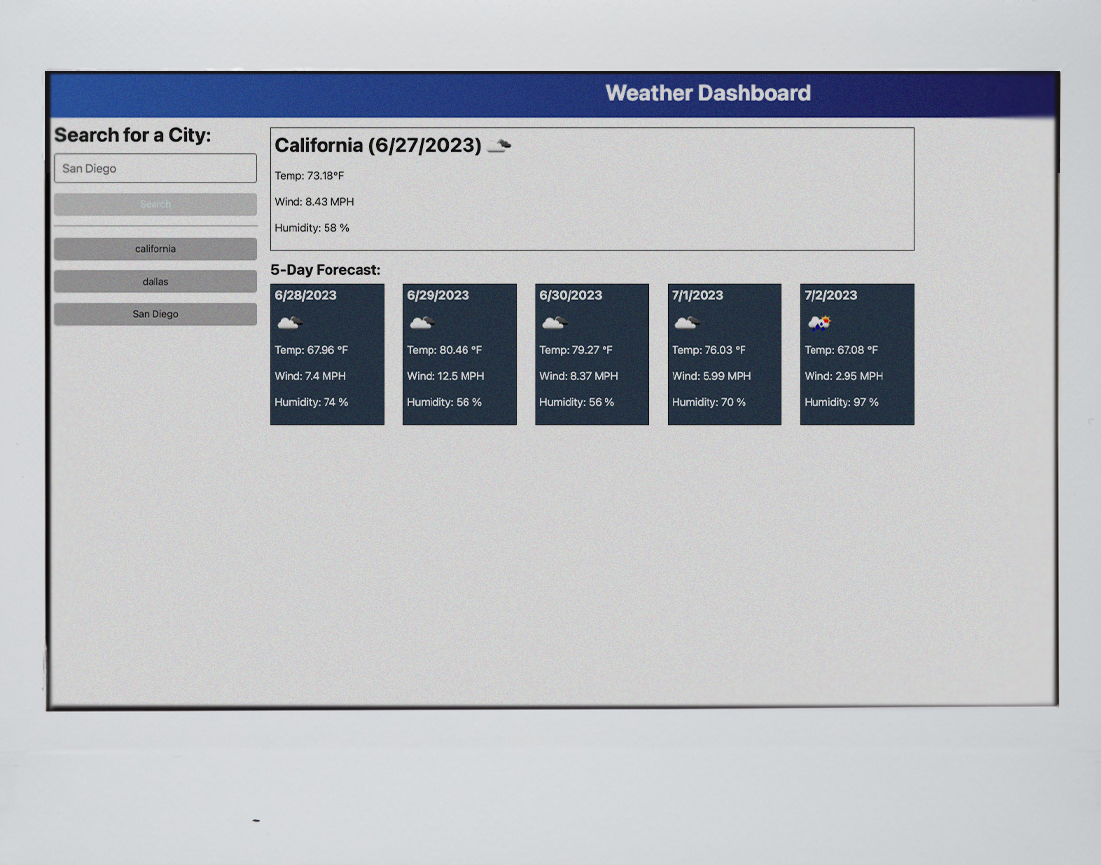 Weather Dashboard
Search for a City:
San Diego
Search
california
dallas
San Diego
California (6/27/2023)
Temp: 73.18°F
Wind: 8.43 MPH
Humidity: 58 %
5-Day Forecast:
6/28/2023
Temp: 67.96 °F
Wind: 7.4 MPH
Humidity: 74 %
6/29/2023
Temp: 80.46 °F
Wind: 12.5 MPH
Humidity: 56 %
6/30/2023
Temp: 79.27 °F
Wind: 8.37 MPH
Humidity: 56 %
7/1/2023
Temp: 76.03 °F
Wind: 5.99 MPH
Humidity: 70 %
7/2/2023
Temp: 67.08 °F
Wind: 2.95 MPH
Humidity: 97 %